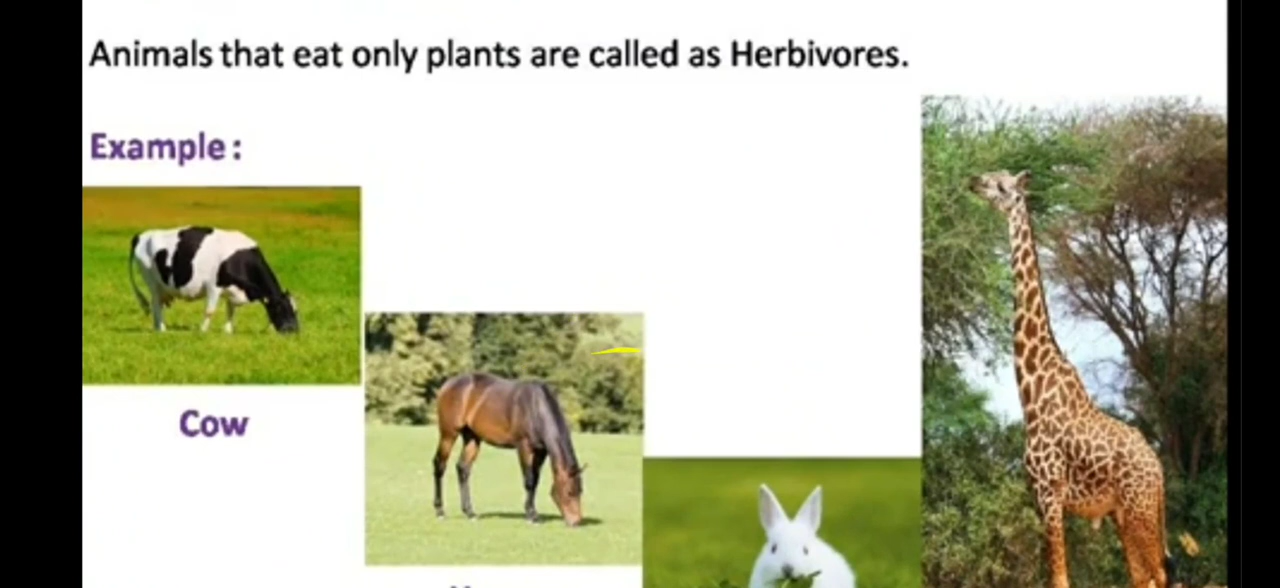 Animals that eat only plants are called as Herbivores.
Example :
Cow